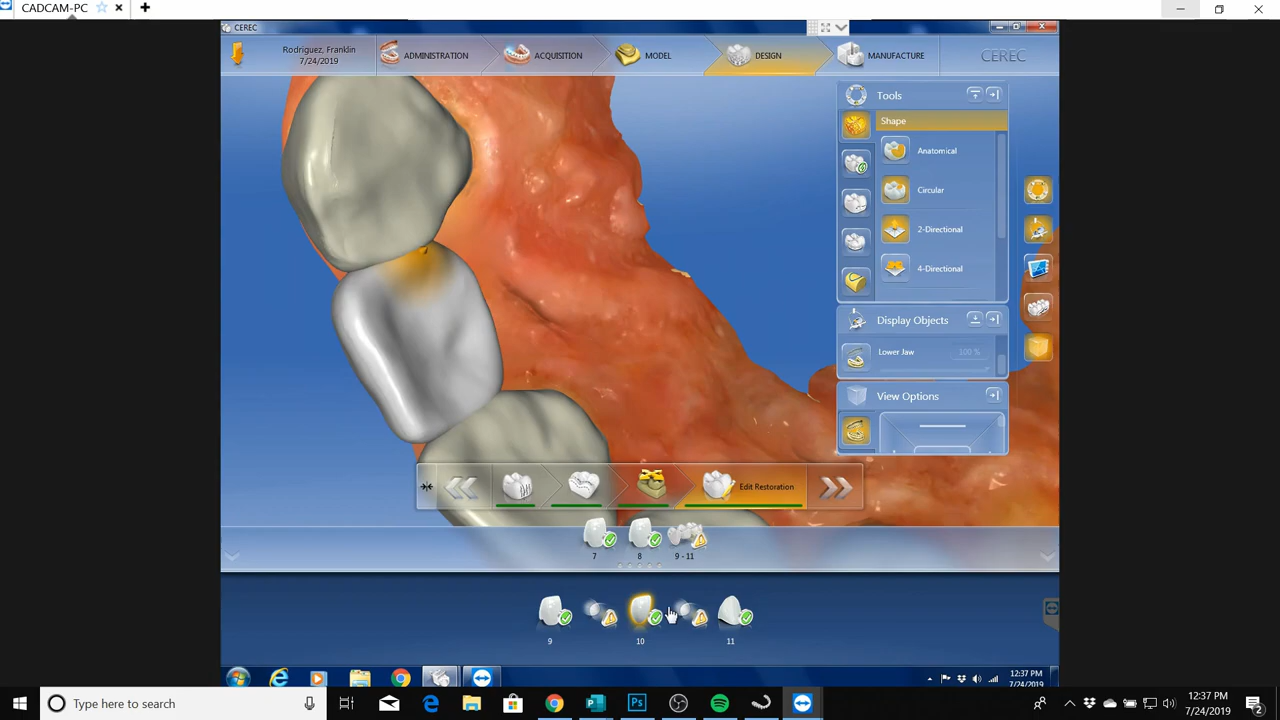 CADCAM-PC
CEREC
Rodriguez, Franklin
7/24/2019
ADMINISTRATION
ACQUISITION
MODEL
DESIGN
MANUFACTURE
CEREC
Tools
Shape
Anatomical
Circular
2-Directional
4-Directional
Display Objects
Lower Jaw 100 %
View Options
Edit Restoration
7 8 9 - 11
9 10 11
12:37 PM
7/24/2019
Type here to search
12:37 PM
7/24/2019
2